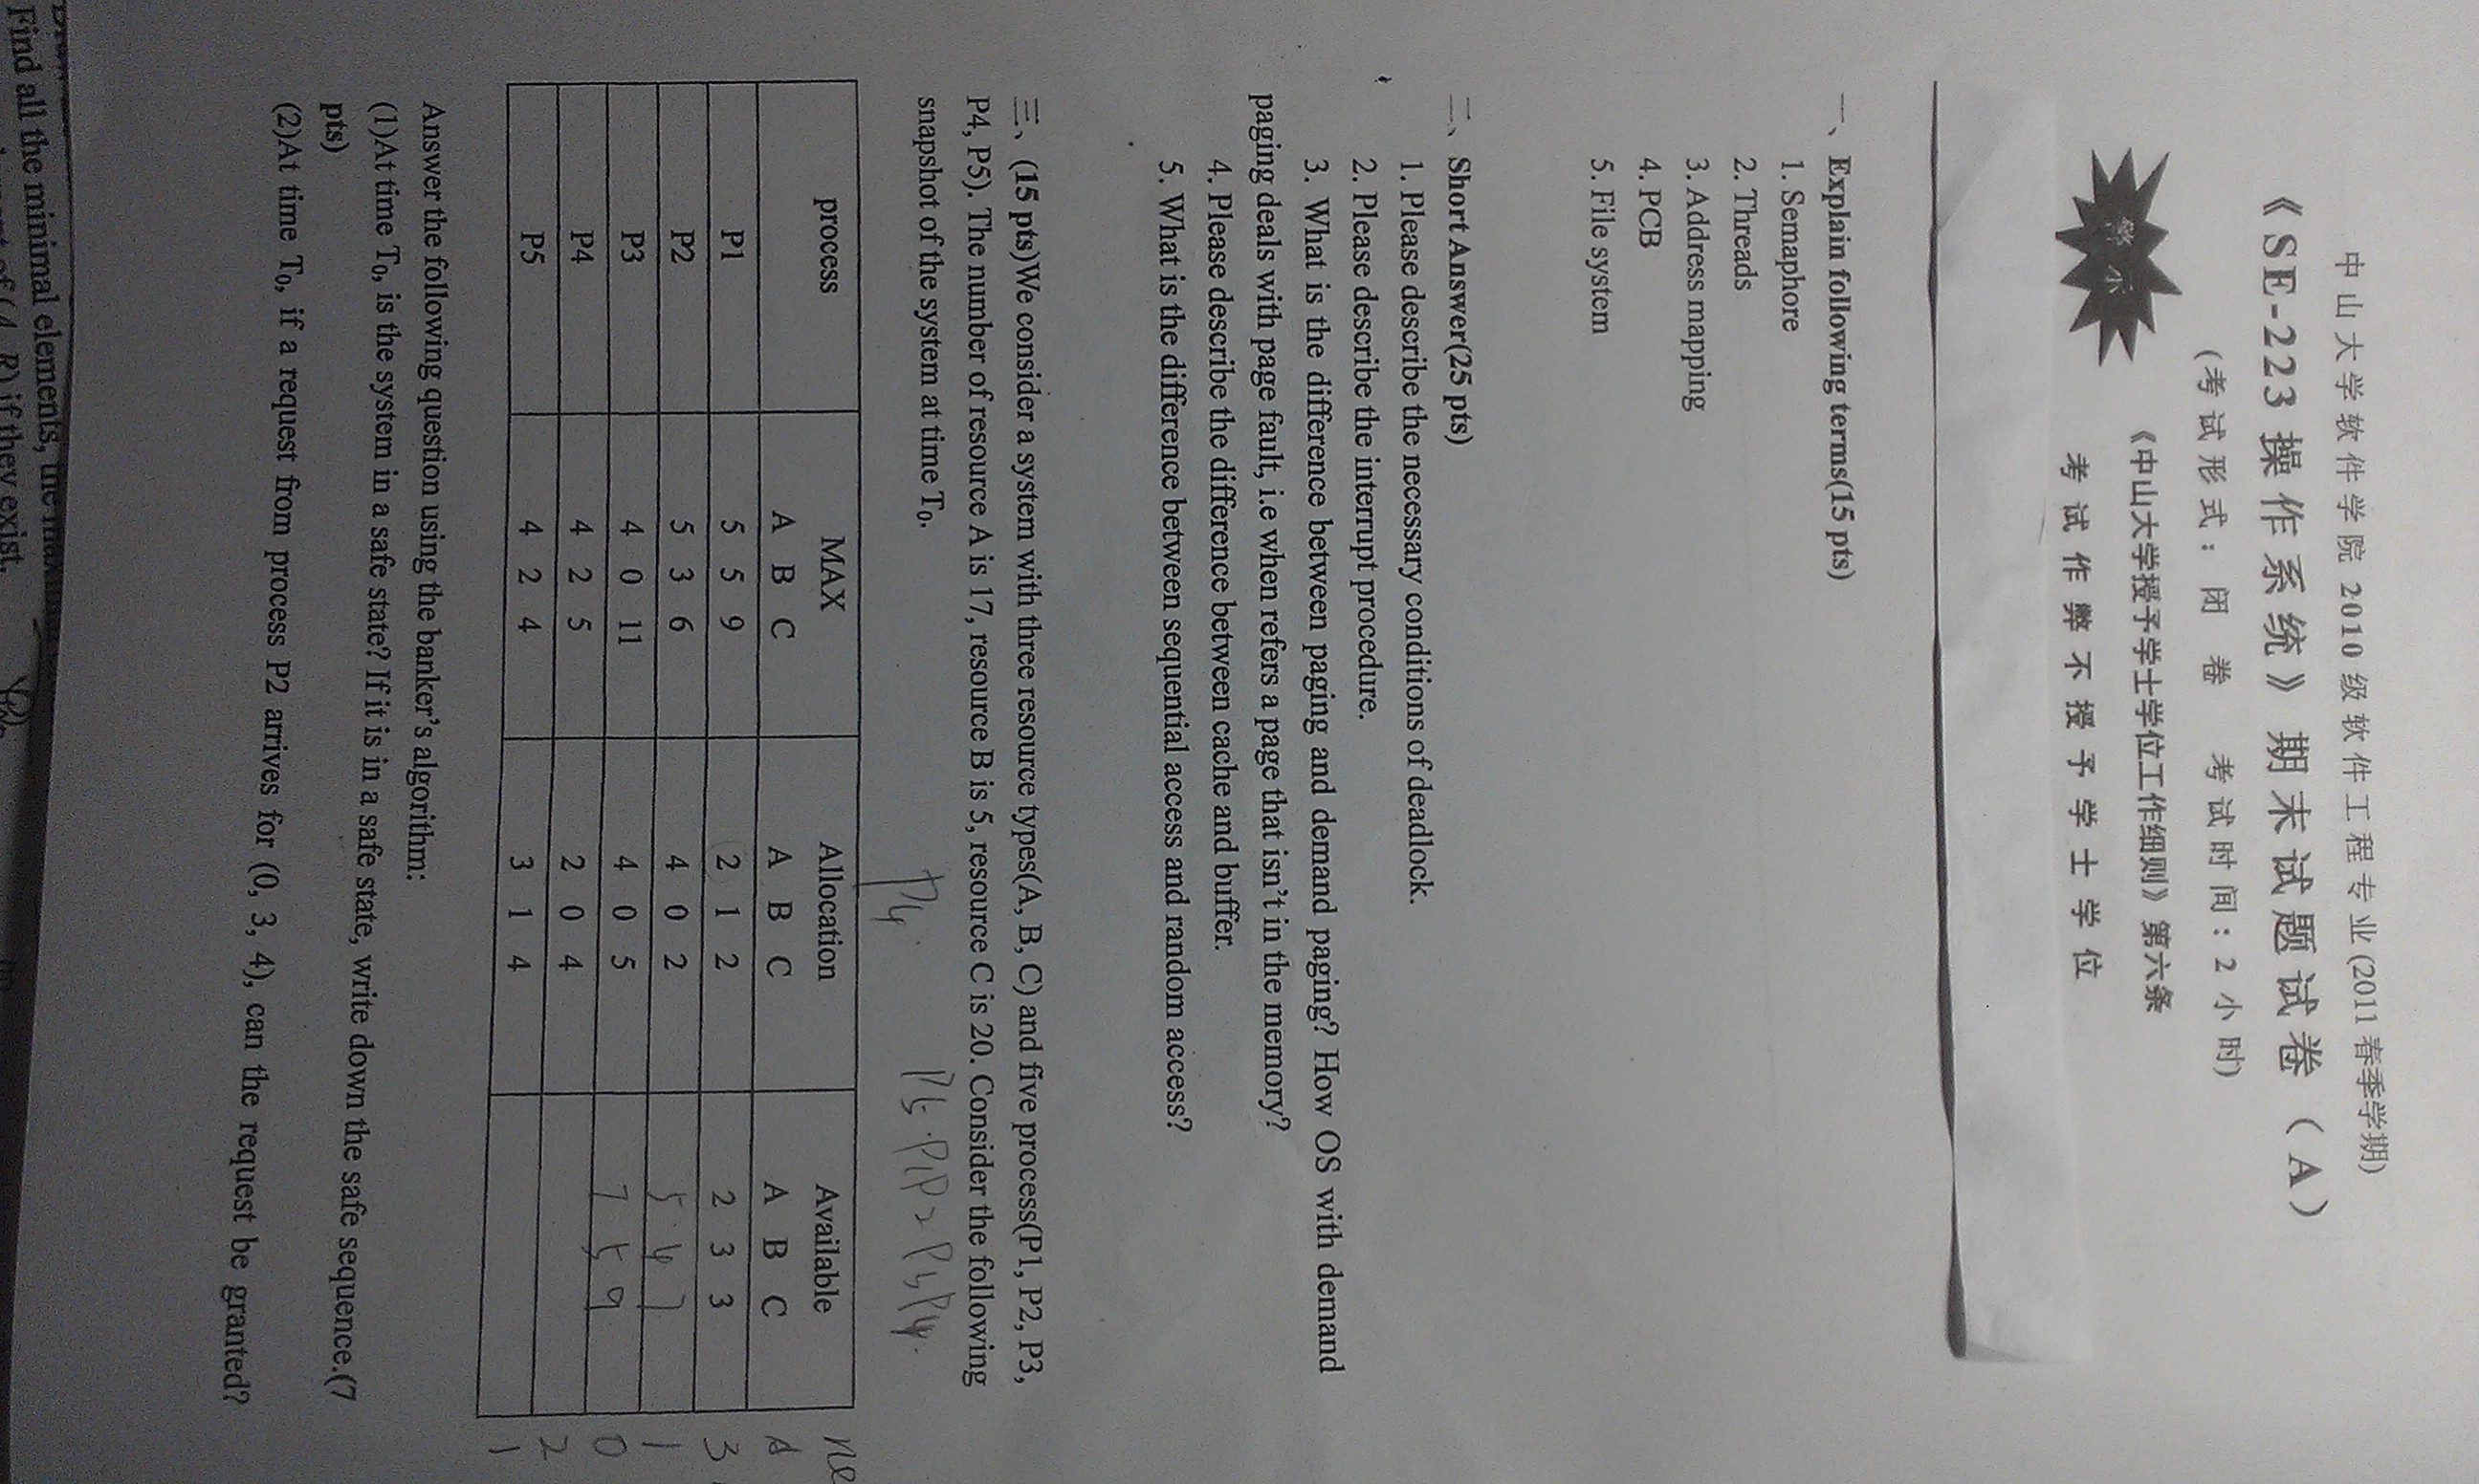 中山大学软件学院 2010 级软件工程专业(2011 春季学期)
《SE-223 操作系统》期末试题试卷（A）
(考试形式: 闭 卷 考试时间: 2 小时)
警示
《中山大学授予学士学位工作细则》第六条
考试作弊不授予学士学位
一、Explain following terms(15 pts)
1. Semaphore
2. Threads
3. Address mapping
4. PCB
5. File system
二、Short Answer(25 pts)
1. Please describe the necessary conditions of deadlock.
2. Please describe the interrupt procedure.
3. What is the difference between paging and demand paging? How OS with demand
paging deals with page fault, i.e when refers a page that isn't in the memory?
4. Please describe the difference between cache and buffer.
5. What is the difference between sequential access and random access?
三、(15 pts)We consider a system with three resource types(A, B, C) and five process(P1, P2, P3,
P4, P5). The number of resource A is 17, resource B is 5, resource C is 20. Consider the following
snapshot of the system at time T0.
P4. P5. P1P2P3P4.
process MAX Allocation Available ne
A B C A B C A B C A
P1 5 5 9 2 1 2 2 3 3 3
P2 5 3 6 4 0 2 5 4 7 1
P3 4 0 11 4 0 5 7 5 9 0
P4 4 2 5 2 0 4 2
P5 4 2 4 3 1 4 1
Answer the following question using the banker's algorithm:
(1)At time T0, is the system in a safe state? If it is in a safe state, write down the safe sequence.(7
pts)
(2)At time T0, if a request from process P2 arrives for (0, 3, 4), can the request be granted?
Find all the minimal elements, the
of (A, R) if they exist.